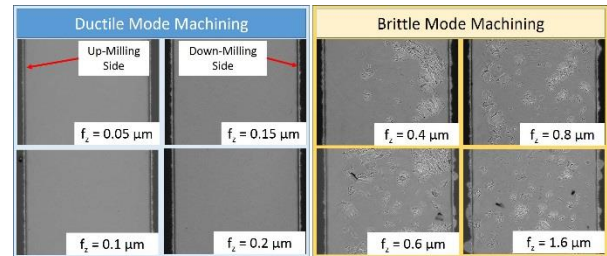 Ductile Mode Machining
Up-Milling
Side
Down-Milling
Side
fz = 0.05 µm
fz = 0.15 µm
fz = 0.1 µm
fz = 0.2 µm
Brittle Mode Machining
fz = 0.4 µm
fz = 0.8 µm
fz = 0.6 µm
fz = 1.6 µm